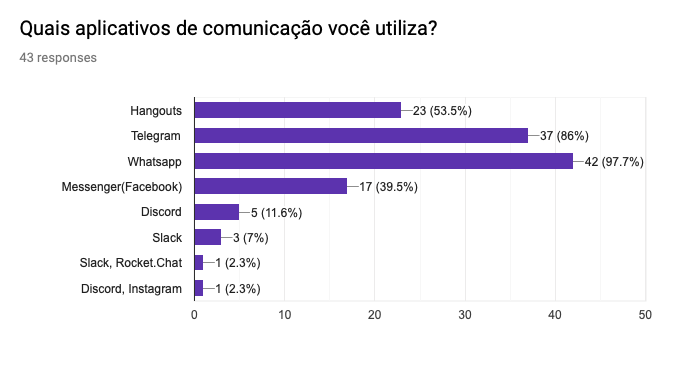 Quais aplicativos de comunicação você utiliza?
43 responses
Hangouts 23 (53.5%)
Telegram 37 (86%)
Whatsapp 42 (97.7%)
Messenger(Facebook) 17 (39.5%)
Discord 5 (11.6%)
Slack 3 (7%)
Slack, Rocket.Chat 1 (2.3%)
Discord, Instagram 1 (2.3%)
0 10 20 30 40 50